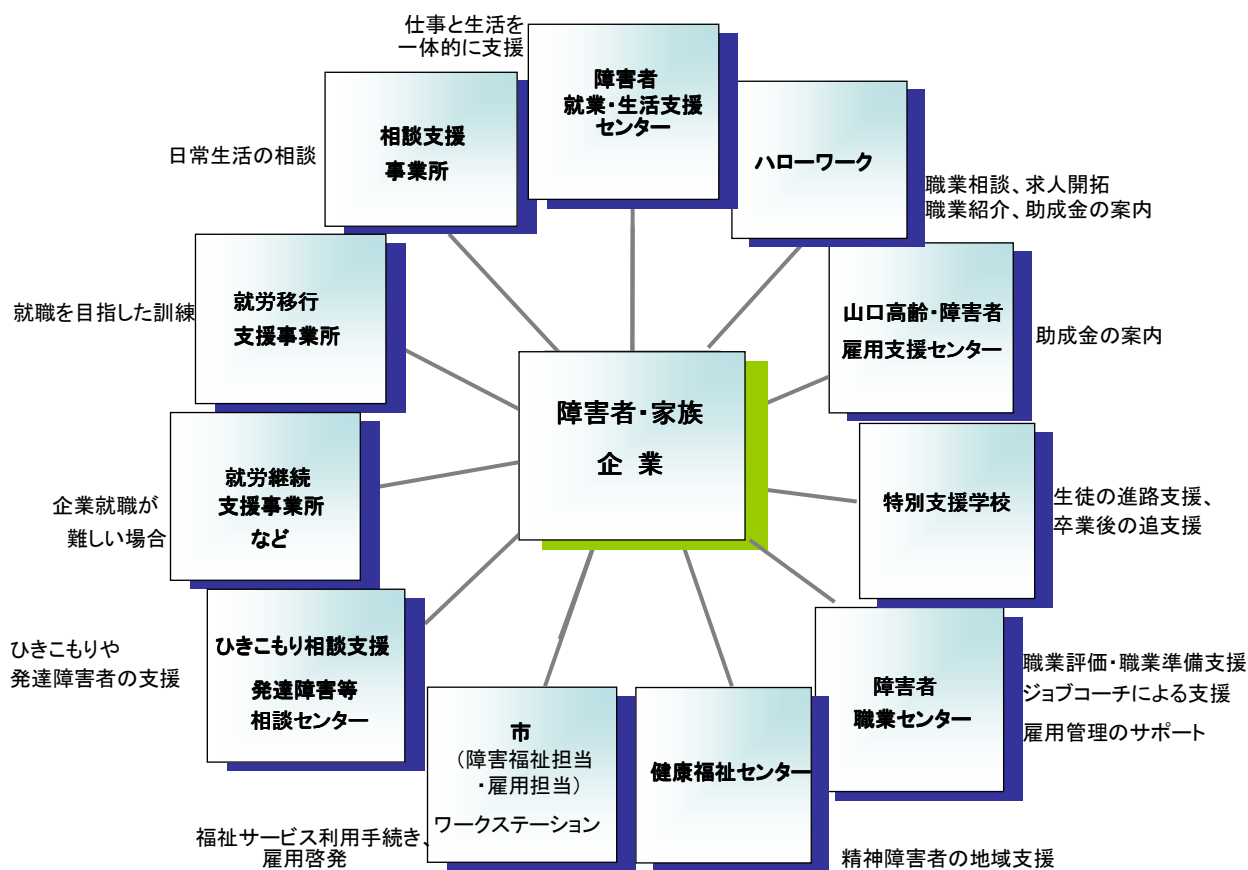 仕事と生活を
一体的に支援
障害者
就業・生活支援
センター
相談支援
事業所
日常生活の相談
ハローワーク
職業相談、求人開拓
職業紹介、助成金の案内
就労移行
支援事業所
就職を目指した訓練
山口高齢・障害者
雇用支援センター
助成金の案内
障害者・家族
企 業
就労継続
支援事業所
など
企業就職が
難しい場合
特別支援学校
生徒の進路支援、
卒業後の追支援
ひきこもり相談支援
発達障害等
相談センター
ひきこもりや
発達障害者の支援
障害者
職業センター
職業評価・職業準備支援
ジョブコーチによる支援
雇用管理のサポート
市
（障害福祉担当
・雇用担当）
ワークステーション
福祉サービス利用手続き、
雇用啓発
健康福祉センター
精神障害者の地域支援